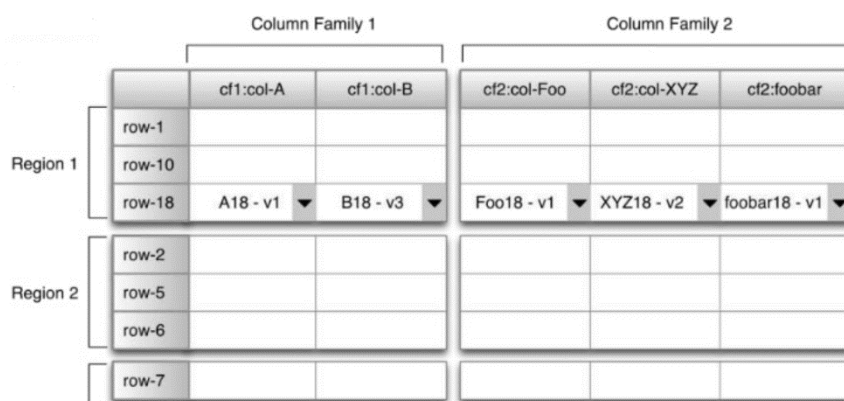 Column Family 1 Column Family 2
cf1:col-A cf1:col-B cf2:col-Foo cf2:col-XYZ cf2:foobar
row-1
Region 1 row-10
row-18 A18 - v1 B18 - v3 Foo18 - v1 XYZ18 - v2 foobar18 - v1
row-2
Region 2 row-5
row-6
row-7